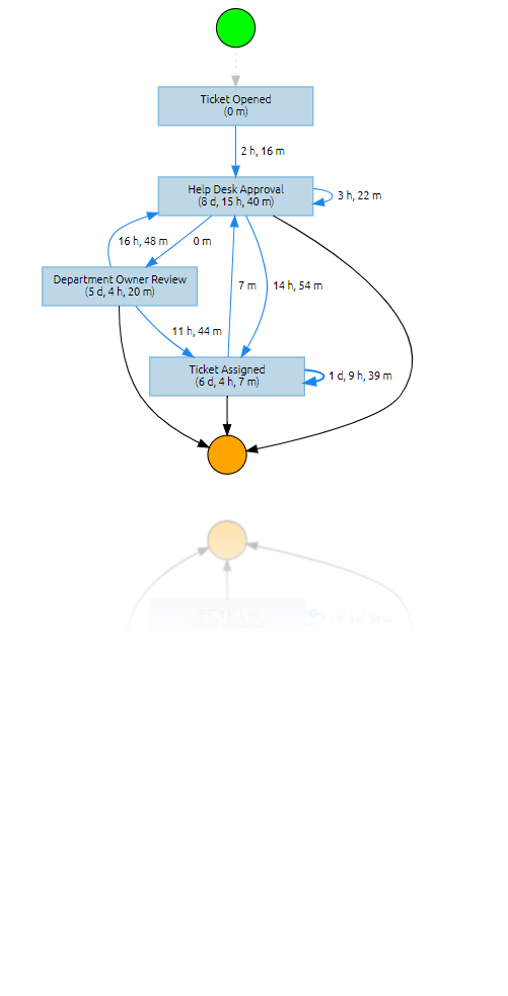 Ticket Opened
(0 m)
2 h, 16 m
Help Desk Approval
(8 d, 15 h, 40 m)
3 h, 22 m
16 h, 48 m
0 m
Department Owner Review
(5 d, 4 h, 20 m)
7 m
14 h, 54 m
11 h, 44 m
Ticket Assigned
(6 d, 4 h, 7 m)
1 d, 9 h, 39 m